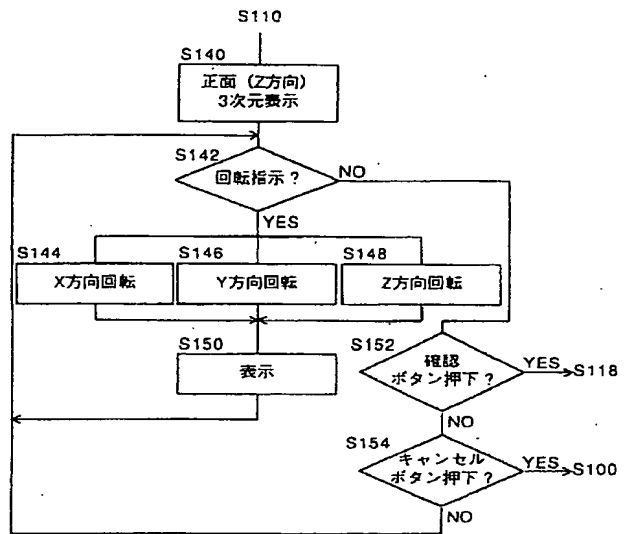 S110
S140
正面 (Z方向)
3次元表示
S142
回転指示?
NO
YES
S144
X方向回転
S146
Y方向回転
S148
Z方向回転
S150
表示
S152
確認
ボタン押下?
YES
S118
NO
S154
キャンセル
ボタン押下?
YES
S100
NO